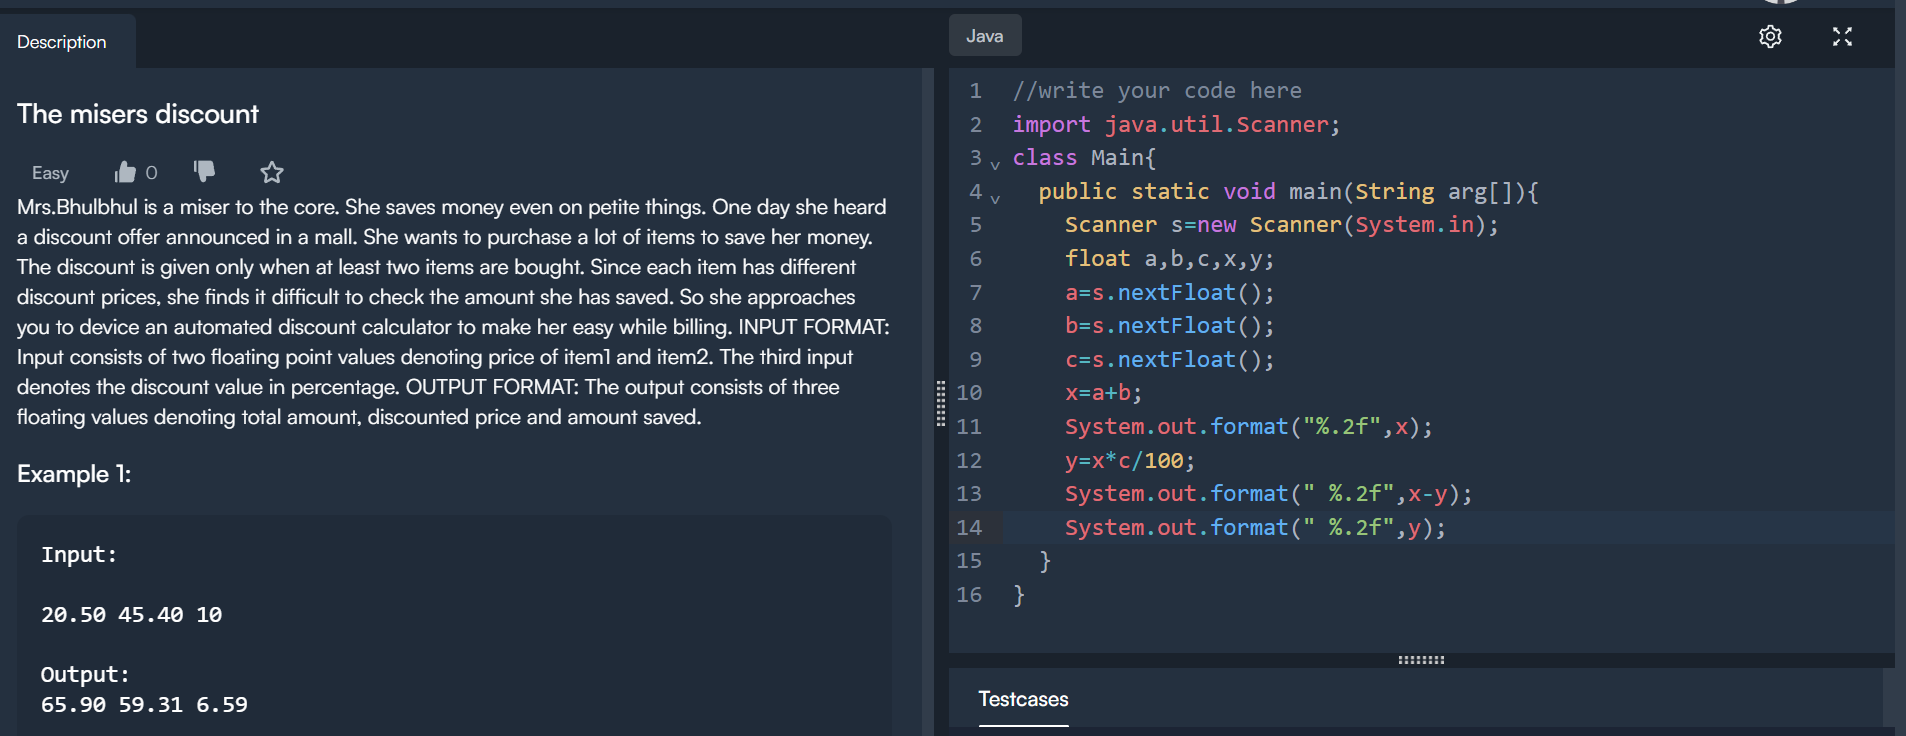 Description
The misers discount
Easy 0
Mrs.Bhulbhul is a miser to the core. She saves money even on petite things. One day she heard
a discount offer announced in a mall. She wants to purchase a lot of items to save her money.
The discount is given only when at least two items are bought. Since each item has different
discount prices, she finds it difficult to check the amount she has saved. So she approaches
you to device an automated discount calculator to make her easy while billing. INPUT FORMAT:
Input consists of two floating point values denoting price of item1 and item2. The third input
denotes the discount value in percentage. OUTPUT FORMAT: The output consists of three
floating values denoting total amount, discounted price and amount saved.
Example 1:
Input:
20.50 45.40 10
Output:
65.90 59.31 6.59
Java
1 //write your code here
2 import java.util.Scanner;
3 class Main{
4 public static void main(String arg[]){
5 Scanner s=new Scanner(System.in);
6 float a,b,c,x,y;
7 a=s.nextFloat();
8 b=s.nextFloat();
9 c=s.nextFloat();
10 x=a+b;
11 System.out.format("%.2f",x);
12 y=x*c/100;
13 System.out.format(" %.2f",x-y);
14 System.out.format(" %.2f",y);
15 }
16 }
Testcases